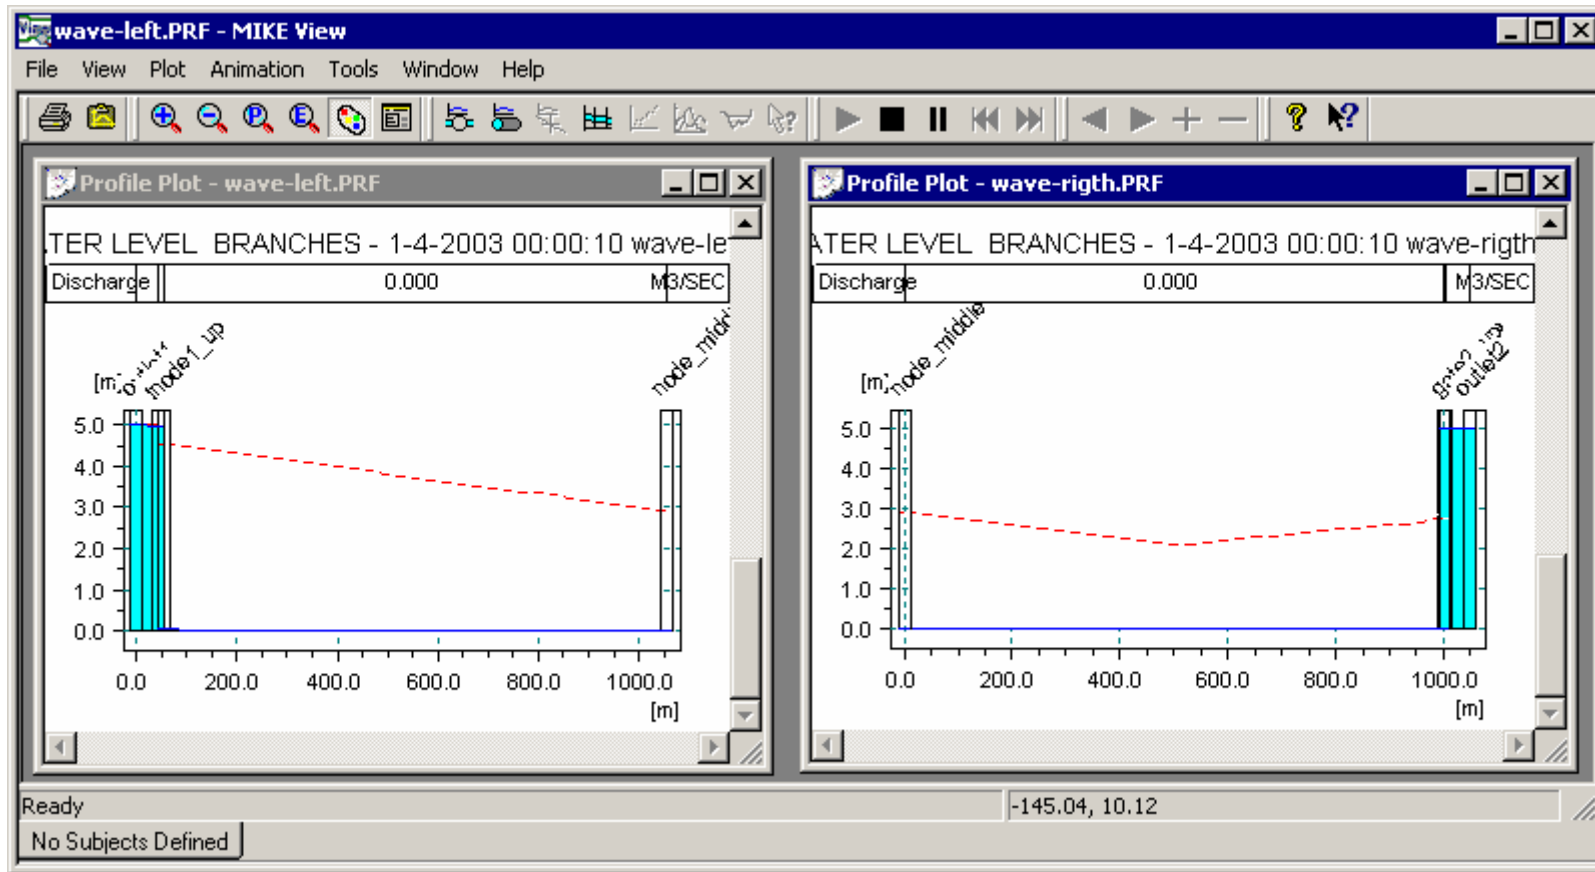 wave-left.PRF - MIKE View
File View Plot Animation Tools Window Help
Profile Plot - wave-left.PRF
ATER LEVEL BRANCHES - 1-4-2003 00:00:10 wave-le
Discharge 0.000 M3/SEC
node1_up
node_middl
[m]
5.0
4.0
3.0
2.0
1.0
0.0
0.0 200.0 400.0 600.0 800.0 1000.0
[m]
Profile Plot - wave-rigth.PRF
ATER LEVEL BRANCHES - 1-4-2003 00:00:10 wave-rigth
Discharge 0.000 M3/SEC
node_middle
outlet2
[m]
5.0
4.0
3.0
2.0
1.0
0.0
0.0 200.0 400.0 600.0 800.0 1000.0
[m]
Ready
-145.04, 10.12
No Subjects Defined